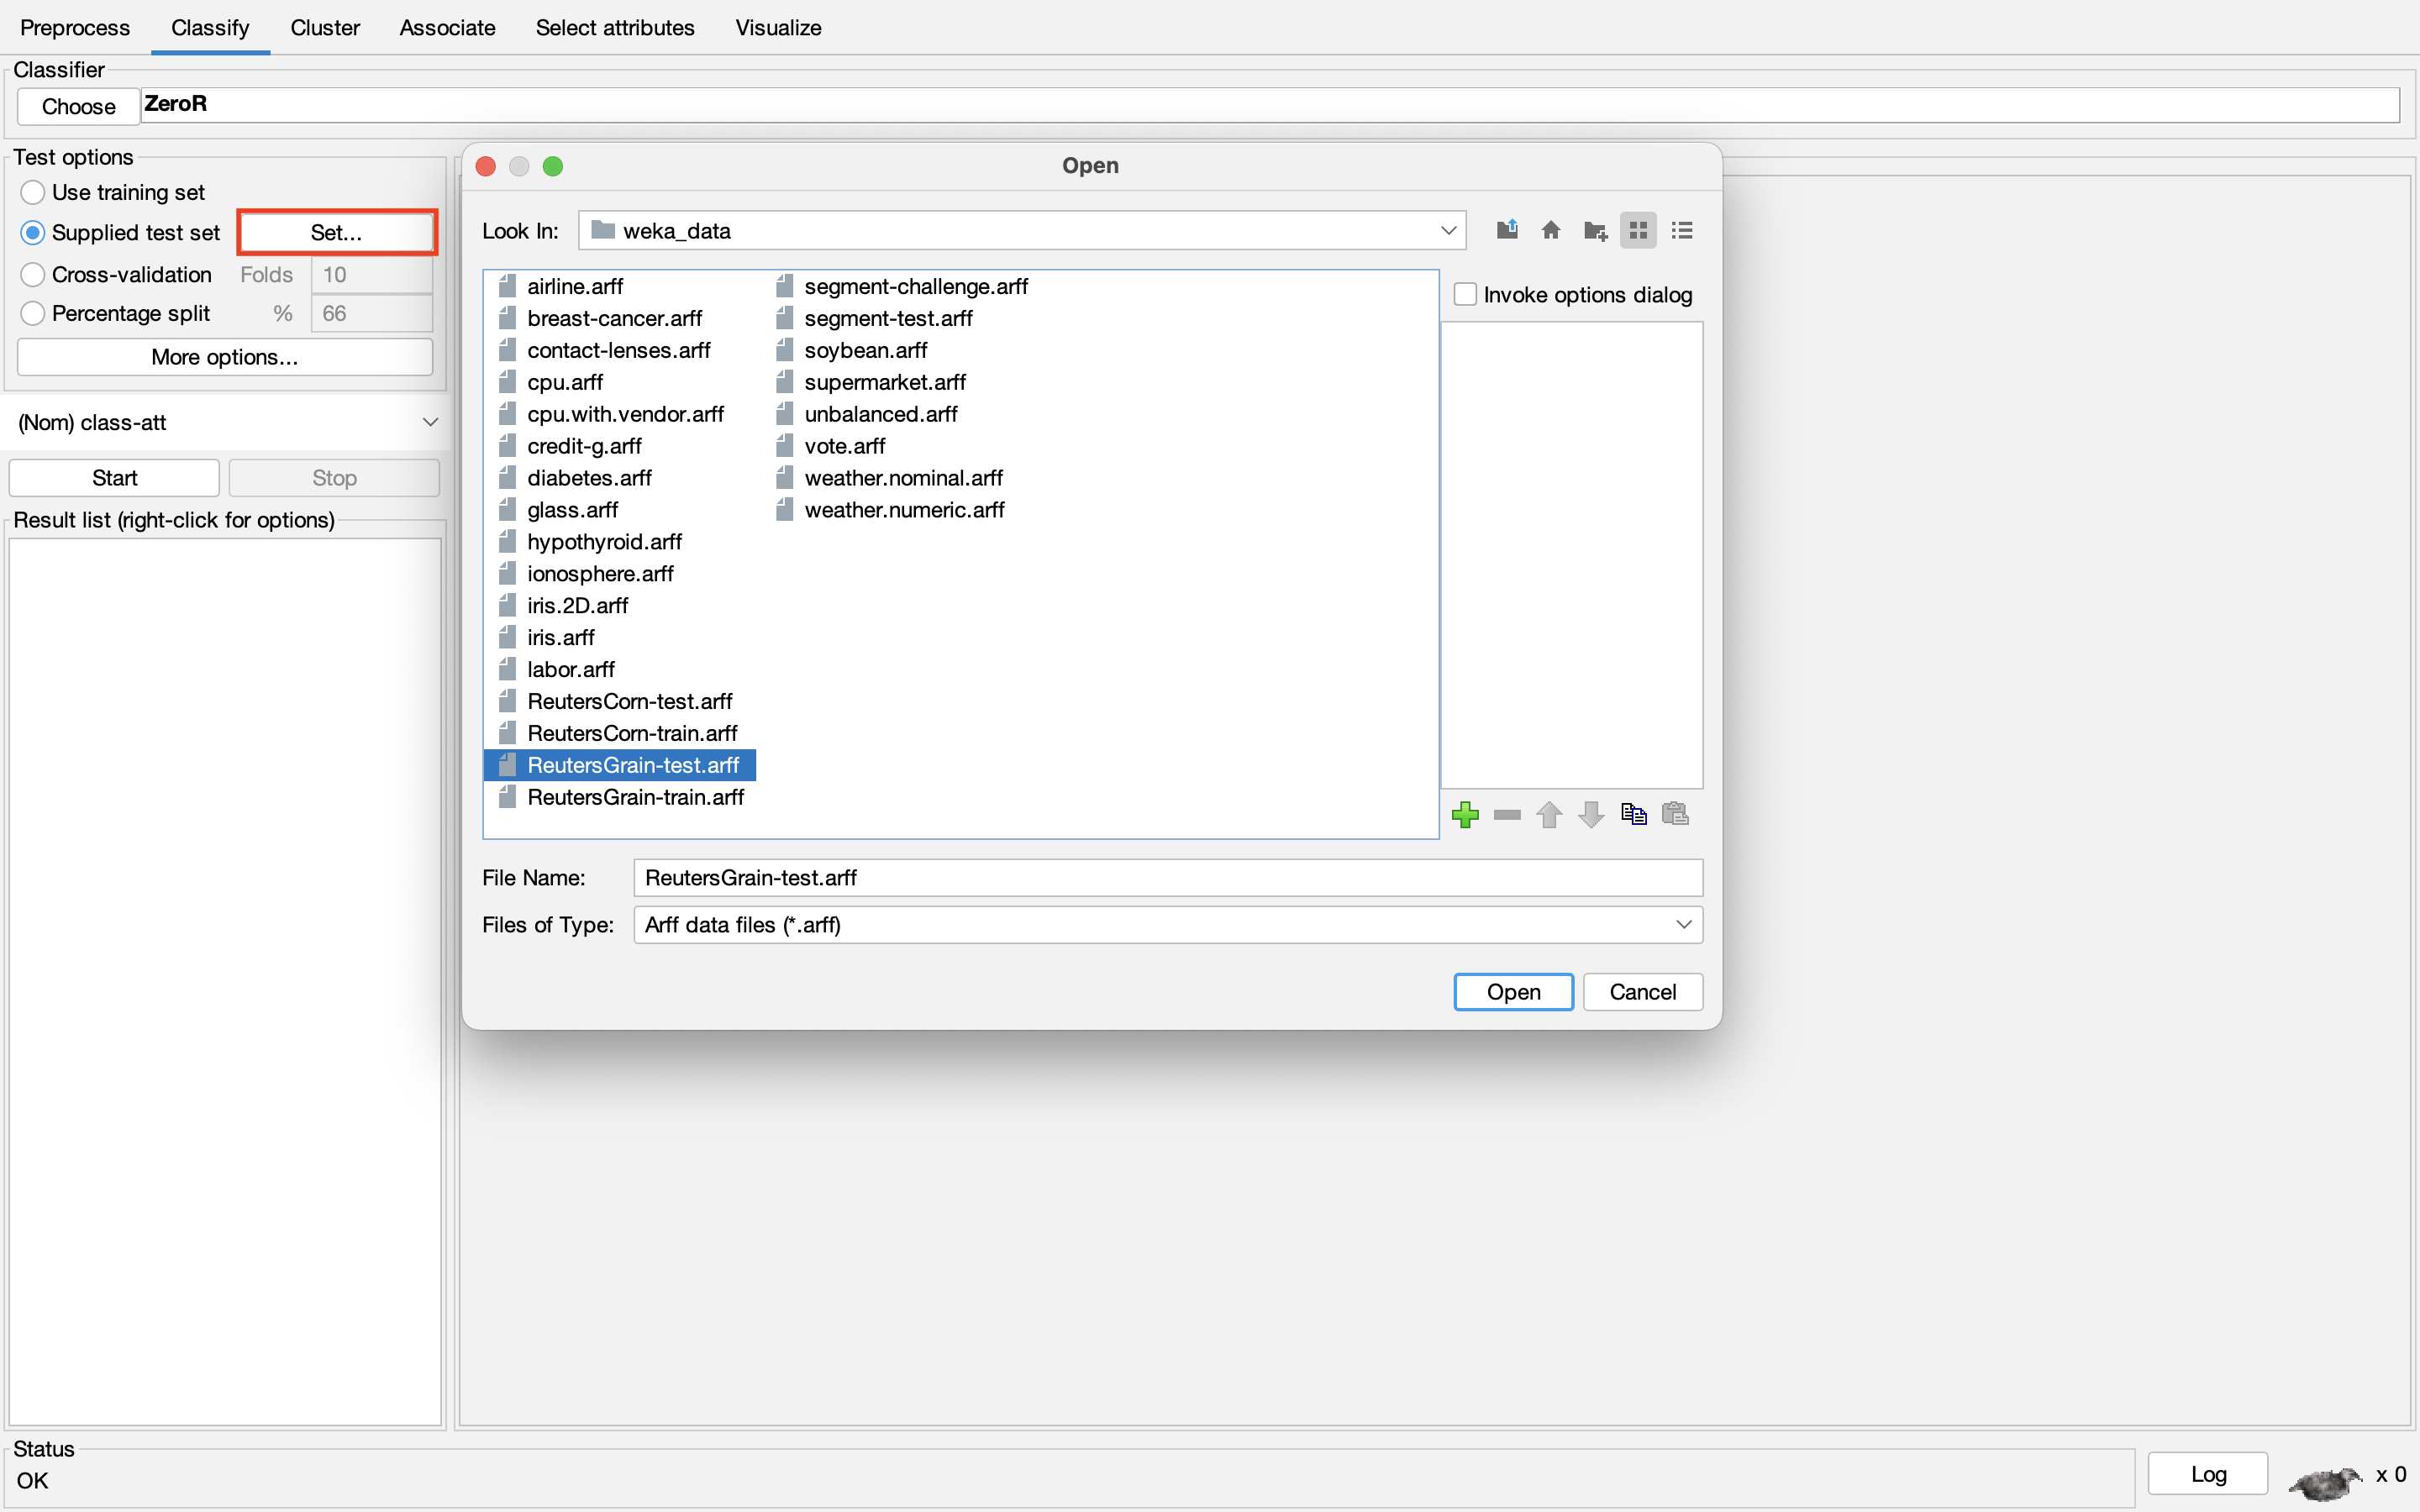 Preprocess Classify Cluster Associate Select attributes Visualize
Classifier
Choose ZeroR
Test options
Use training set
Supplied test set Set...
Cross-validation Folds 10
Percentage split % 66
More options...
(Nom) class-att
Start Stop
Result list (right-click for options)
Open
Look In: weka_data
airline.arff
breast-cancer.arff
contact-lenses.arff
cpu.arff
cpu.with.vendor.arff
credit-g.arff
diabetes.arff
glass.arff
hypothyroid.arff
ionosphere.arff
iris.2D.arff
iris.arff
labor.arff
ReutersCorn-test.arff
ReutersCorn-train.arff
ReutersGrain-test.arff
ReutersGrain-train.arff
segment-challenge.arff
segment-test.arff
soybean.arff
supermarket.arff
unbalanced.arff
vote.arff
weather.nominal.arff
weather.numeric.arff
Invoke options dialog
File Name: ReutersGrain-test.arff
Files of Type: Arff data files (*.arff)
Open Cancel
Status
OK
Log x 0